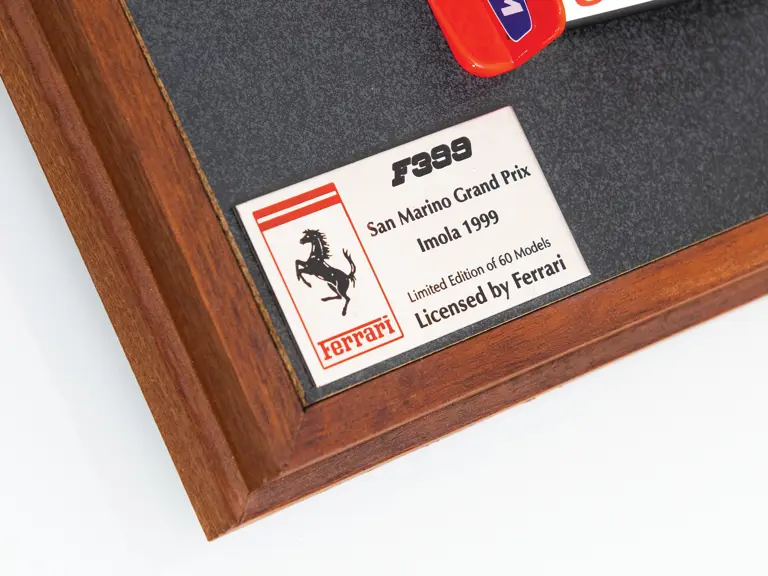 F399
San Marino Grand Prix
Imola 1999
Limited Edition of 60 Models
Licensed by Ferrari
Ferrari